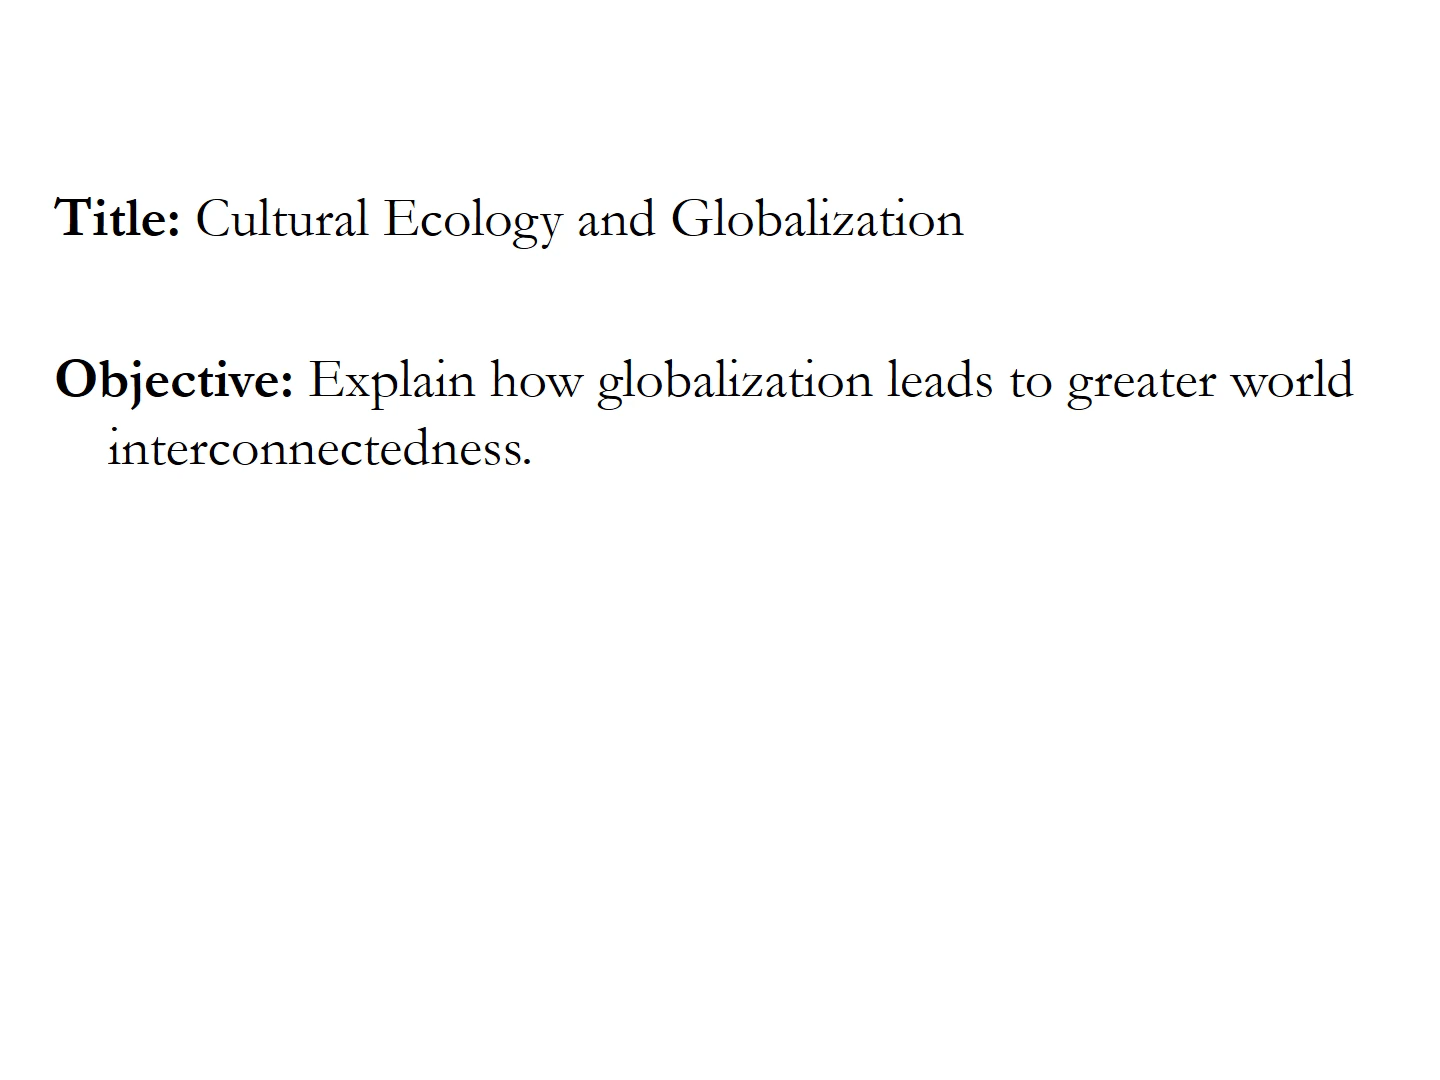 Title: Cultural Ecology and Globalization
Objective: Explain how globalization leads to greater world
interconnectedness.